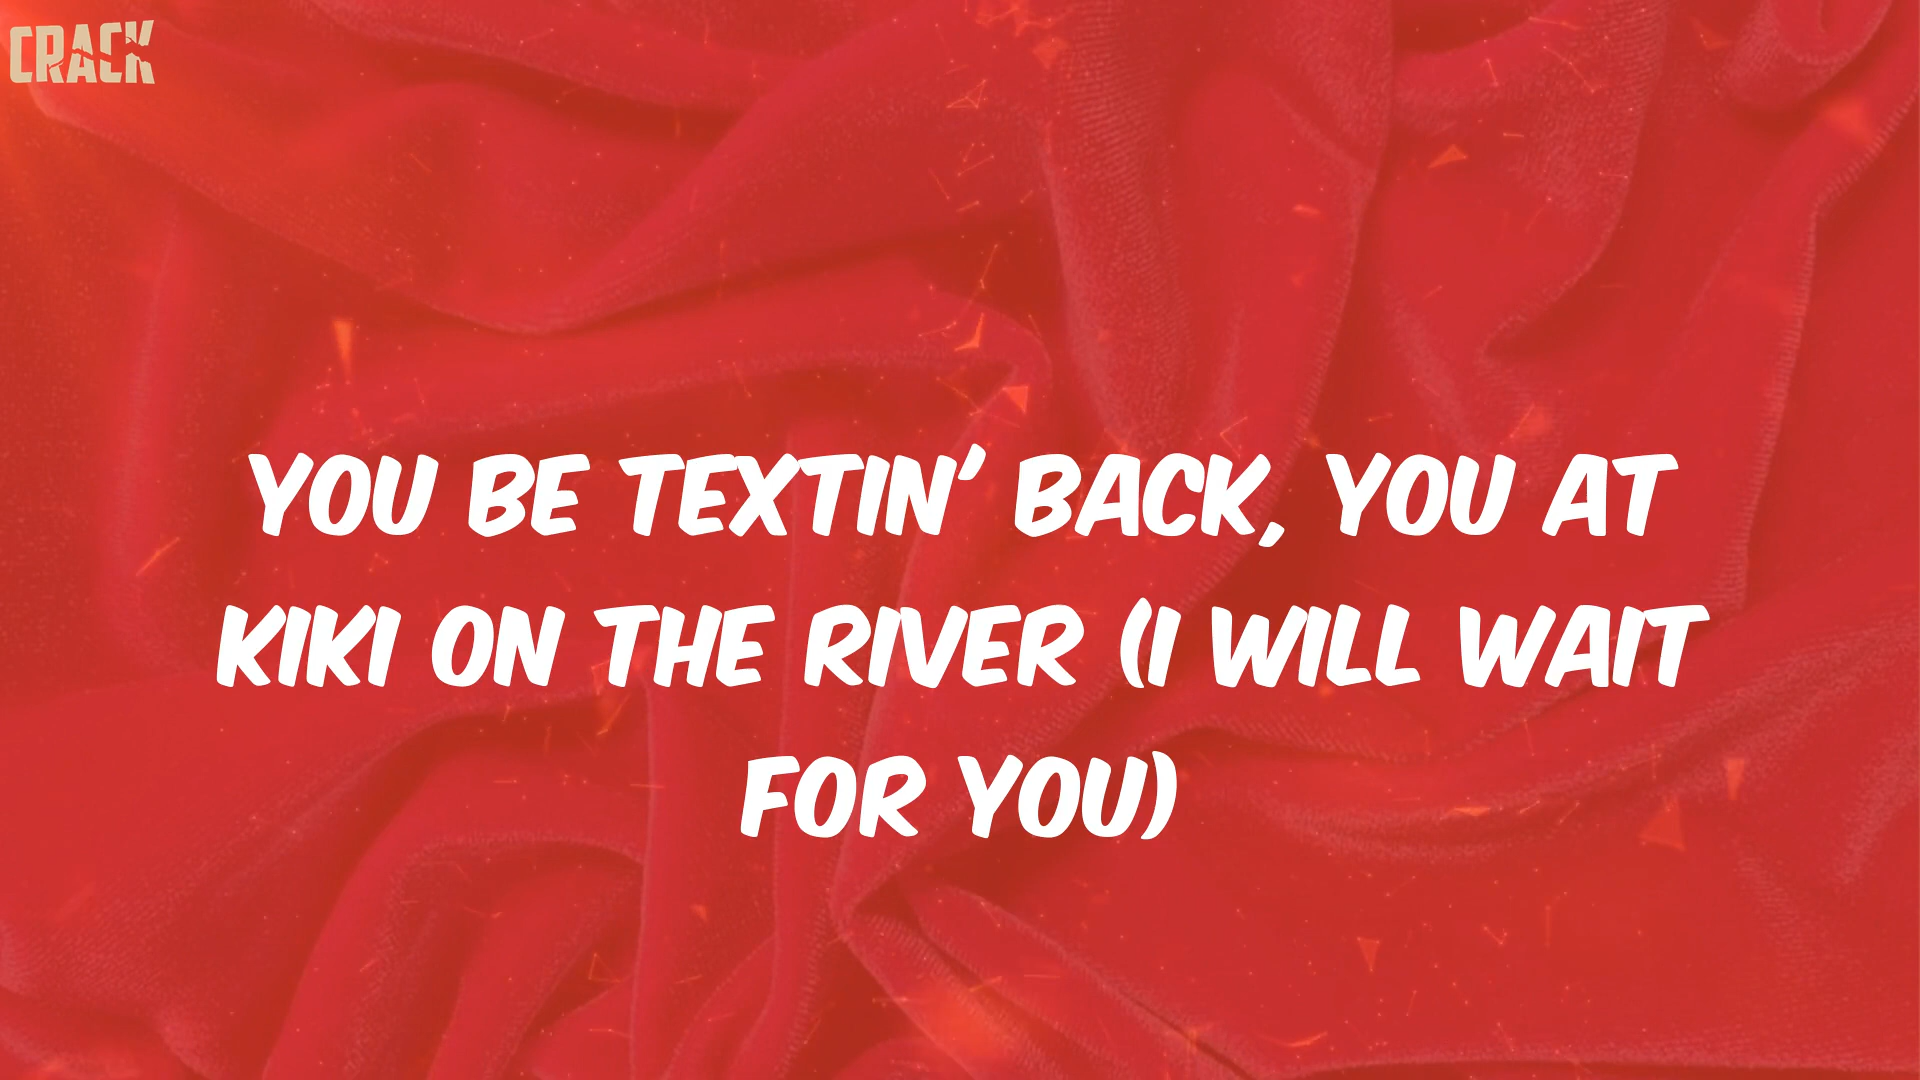 CRACK
YOU BE TEXTIN' BACK, YOU AT
KIKI ON THE RIVER (I WILL WAIT
FOR YOU)